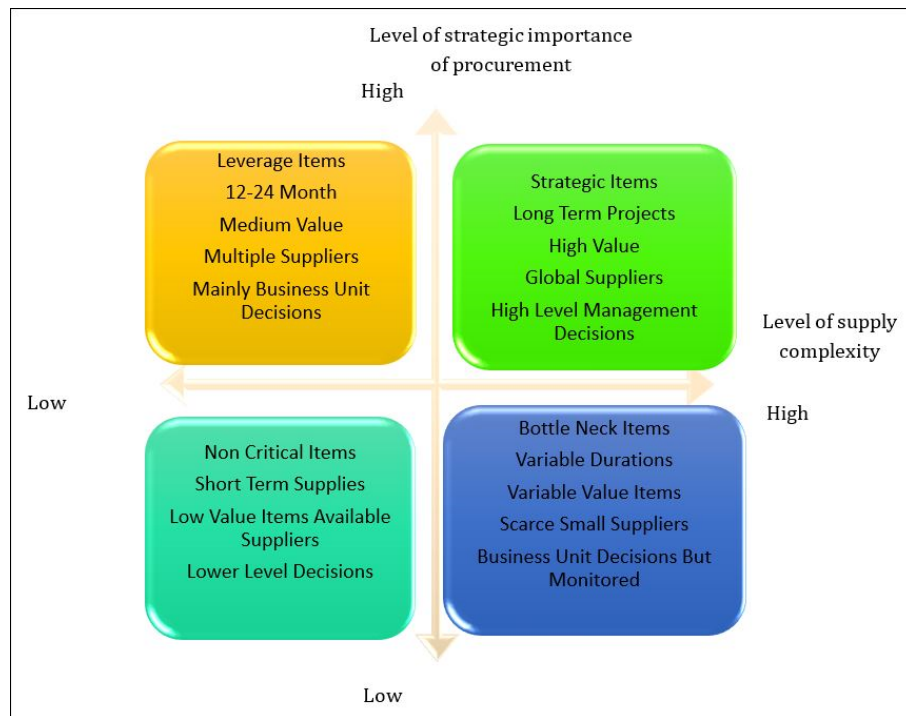 Level of strategic importance
of procurement
High
Leverage Items
12-24 Month
Medium Value
Multiple Suppliers
Mainly Business Unit
Decisions
Strategic Items
Long Term Projects
High Value
Global Suppliers
High Level Management
Decisions
Level of supply
complexity
Low
High
Non Critical Items
Short Term Supplies
Low Value Items Available
Suppliers
Lower Level Decisions
Bottle Neck Items
Variable Durations
Variable Value Items
Scarce Small Suppliers
Business Unit Decisions But
Monitored
Low